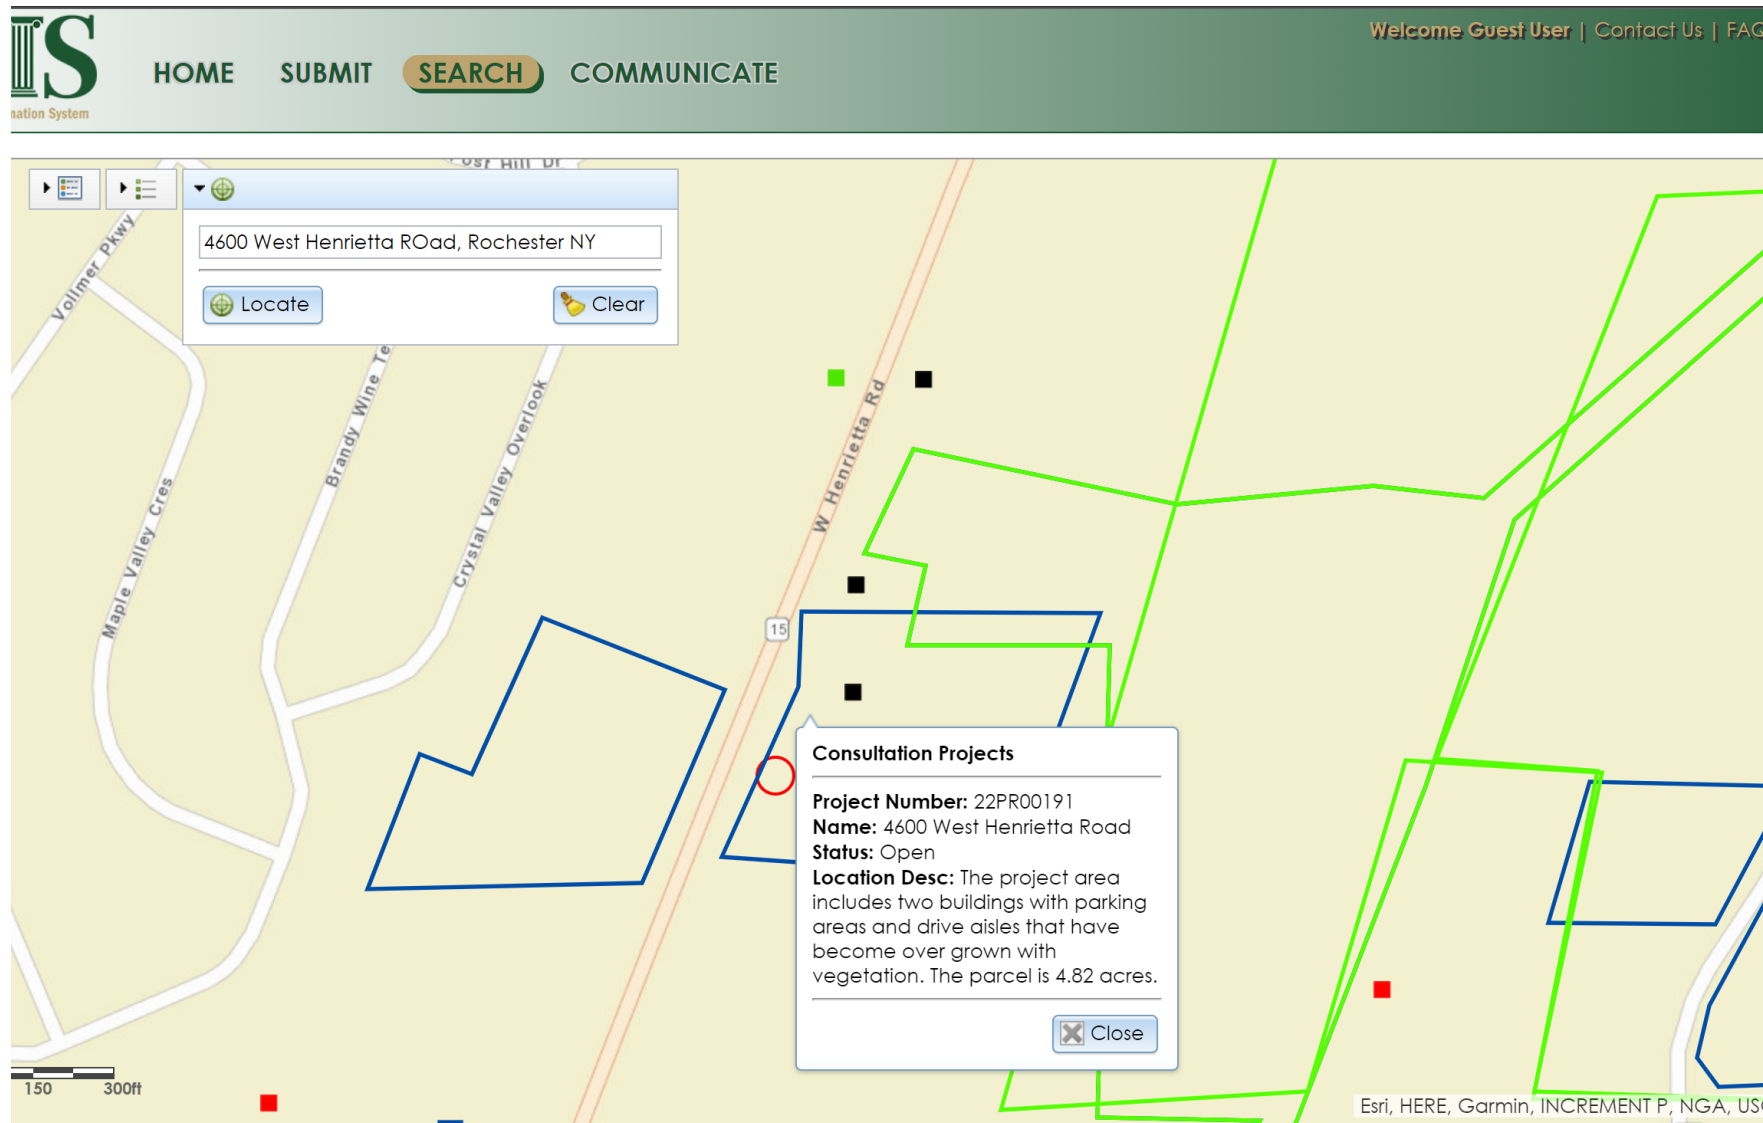 IS
nation System
HOME SUBMIT SEARCH COMMUNICATE
Welcome Guest User | Contact Us | FAQ
4600 West Henrietta ROad, Rochester NY
Locate Clear
Post Hill Dr
Vollmer Pkwy
Brandy Wine Te
Crystal Valley Overlook
Maple Valley Cres
W Henrietta Rd
15
Consultation Projects
Project Number: 22PR00191
Name: 4600 West Henrietta Road
Status: Open
Location Desc: The project area
includes two buildings with parking
areas and drive aisles that have
become over grown with
vegetation. The parcel is 4.82 acres.
Close
150 300ft
Esri, HERE, Garmin, INCREMENT P, NGA, US